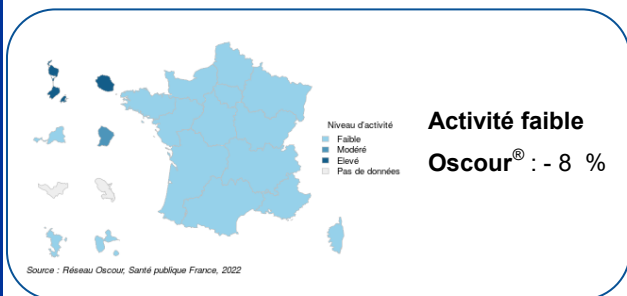 Niveau d'activité
Faible
Modéré
Elevé
Pas de données
Activité faible
Oscour® : - 8 %
Source : Réseau Oscour, Santé publique France, 2022